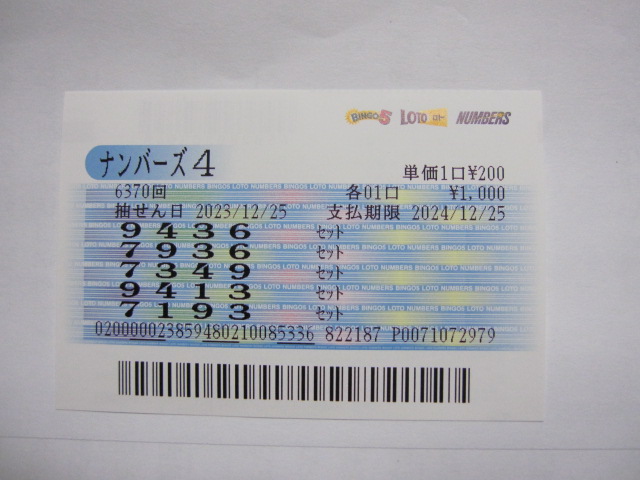 BINGO5 LOTO ロト NUMBERS
ナンバーズ4 単価1口¥200
6370回 各01口 ¥1,000
抽せん日 2023/12/25 支払期限 2024/12/25
9436 セット
7936 セット
7349 セット
9413 セット
7193 セット
020000023859480210085336 822187 P0071072979